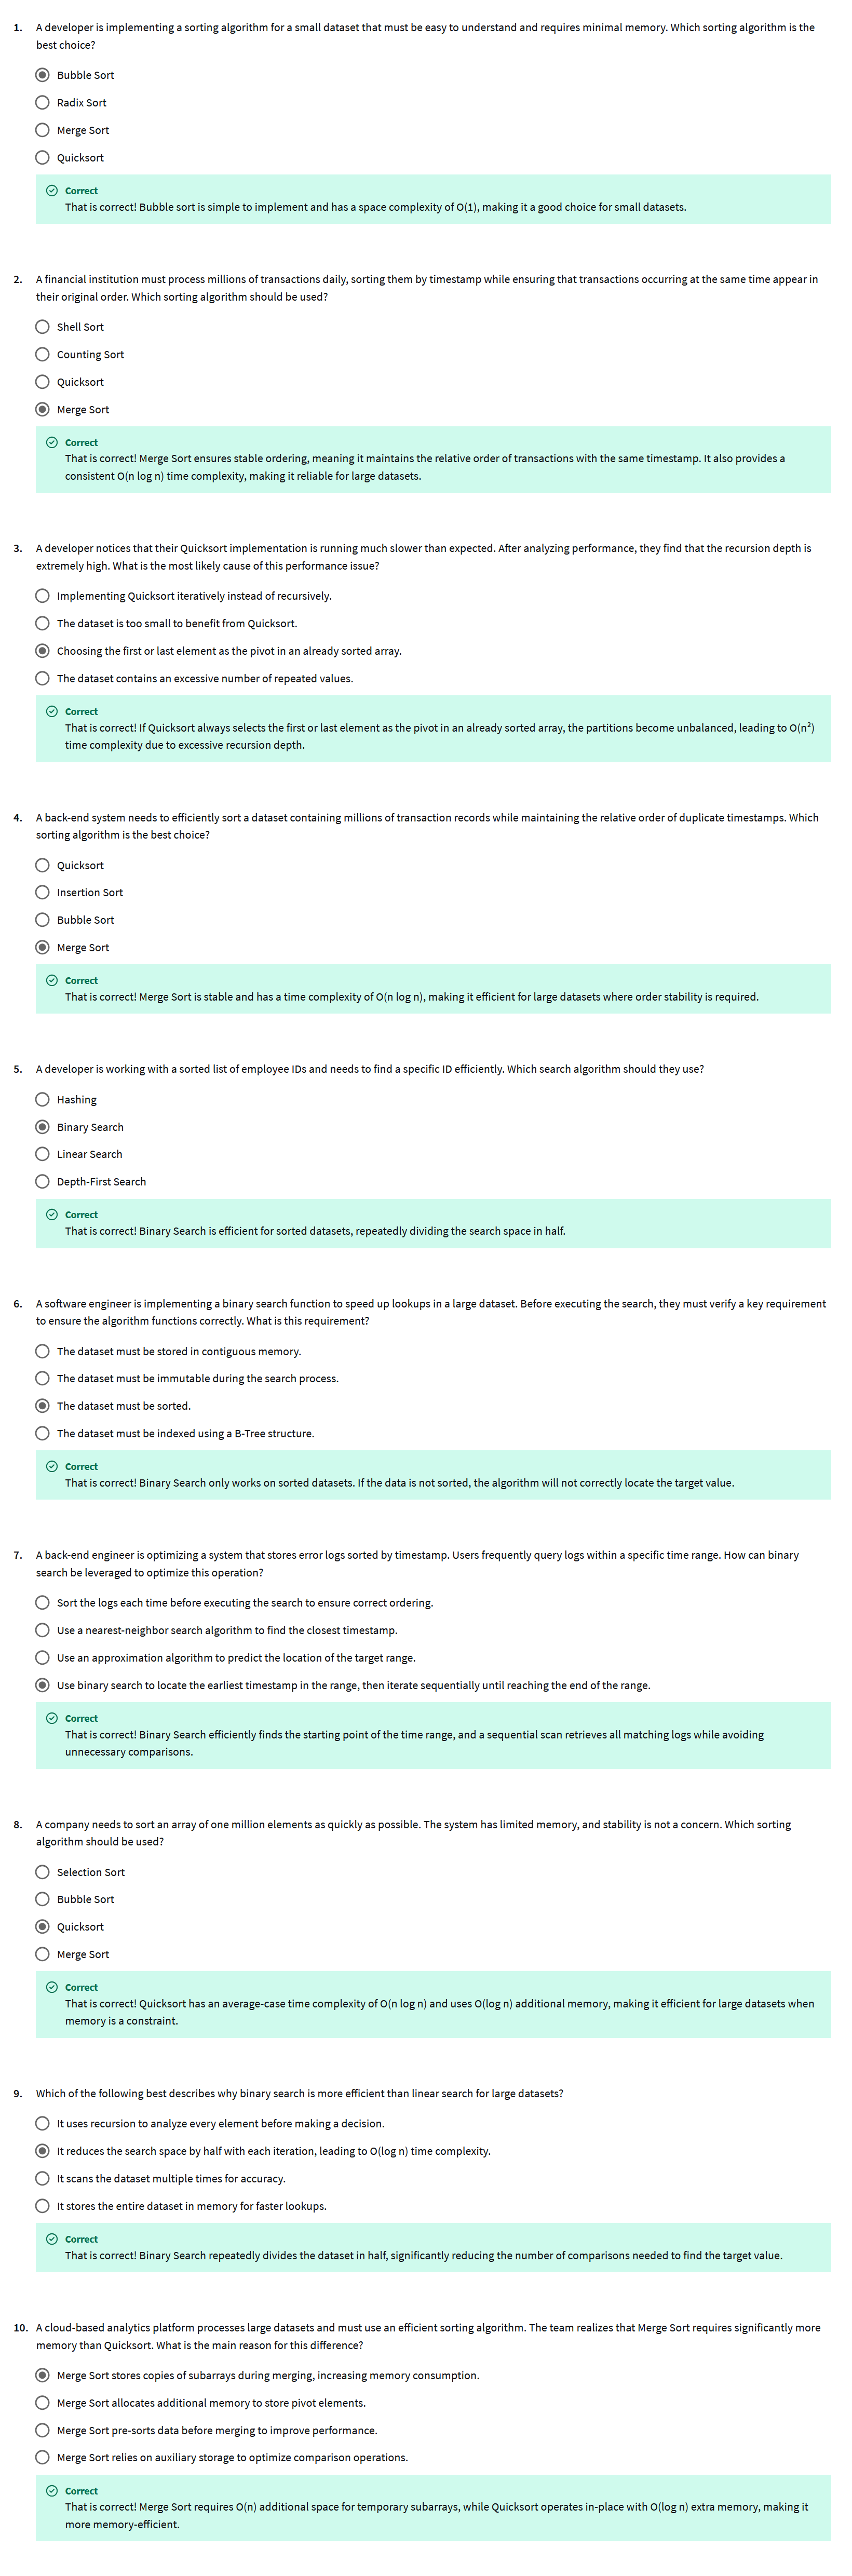 1. A developer is implementing a sorting algorithm for a small dataset that must be easy to understand and requires minimal memory. Which sorting algorithm is the
best choice?
Bubble Sort
Radix Sort
Merge Sort
Quicksort
Correct
That is correct! Bubble sort is simple to implement and has a space complexity of O(1), making it a good choice for small datasets.
2. A financial institution must process millions of transactions daily, sorting them by timestamp while ensuring that transactions occurring at the same time appear in
their original order. Which sorting algorithm should be used?
Shell Sort
Counting Sort
Quicksort
Merge Sort
Correct
That is correct! Merge Sort ensures stable ordering, meaning it maintains the relative order of transactions with the same timestamp. It also provides a
consistent O(n log n) time complexity, making it reliable for large datasets.
3. A developer notices that their Quicksort implementation is running much slower than expected. After analyzing performance, they find that the recursion depth is
extremely high. What is the most likely cause of this performance issue?
Implementing Quicksort iteratively instead of recursively.
The dataset is too small to benefit from Quicksort.
Choosing the first or last element as the pivot in an already sorted array.
The dataset contains an excessive number of repeated values.
Correct
That is correct! If Quicksort always selects the first or last element as the pivot in an already sorted array, the partitions become unbalanced, leading to O(n²)
time complexity due to excessive recursion depth.
4. A back-end system needs to efficiently sort a dataset containing millions of transaction records while maintaining the relative order of duplicate timestamps. Which
sorting algorithm is the best choice?
Quicksort
Insertion Sort
Bubble Sort
Merge Sort
Correct
That is correct! Merge Sort is stable and has a time complexity of O(n log n), making it efficient for large datasets where order stability is required.
5. A developer is working with a sorted list of employee IDs and needs to find a specific ID efficiently. Which search algorithm should they use?
Hashing
Binary Search
Linear Search
Depth-First Search
Correct
That is correct! Binary Search is efficient for sorted datasets, repeatedly dividing the search space in half.
6. A software engineer is implementing a binary search function to speed up lookups in a large dataset. Before executing the search, they must verify a key requirement
to ensure the algorithm functions correctly. What is this requirement?
The dataset must be stored in contiguous memory.
The dataset must be immutable during the search process.
The dataset must be sorted.
The dataset must be indexed using a B-Tree structure.
Correct
That is correct! Binary Search only works on sorted datasets. If the data is not sorted, the algorithm will not correctly locate the target value.
7. A back-end engineer is optimizing a system that stores error logs sorted by timestamp. Users frequently query logs within a specific time range. How can binary
search be leveraged to optimize this operation?
Sort the logs each time before executing the search to ensure correct ordering.
Use a nearest-neighbor search algorithm to find the closest timestamp.
Use an approximation algorithm to predict the location of the target range.
Use binary search to locate the earliest timestamp in the range, then iterate sequentially until reaching the end of the range.
Correct
That is correct! Binary Search efficiently finds the starting point of the time range, and a sequential scan retrieves all matching logs while avoiding
unnecessary comparisons.
8. A company needs to sort an array of one million elements as quickly as possible. The system has limited memory, and stability is not a concern. Which sorting
algorithm should be used?
Selection Sort
Bubble Sort
Quicksort
Merge Sort
Correct
That is correct! Quicksort has an average-case time complexity of O(n log n) and uses O(log n) additional memory, making it efficient for large datasets when
memory is a constraint.
9. Which of the following best describes why binary search is more efficient than linear search for large datasets?
It uses recursion to analyze every element before making a decision.
It reduces the search space by half with each iteration, leading to O(log n) time complexity.
It scans the dataset multiple times for accuracy.
It stores the entire dataset in memory for faster lookups.
Correct
That is correct! Binary Search repeatedly divides the dataset in half, significantly reducing the number of comparisons needed to find the target value.
10. A cloud-based analytics platform processes large datasets and must use an efficient sorting algorithm. The team realizes that Merge Sort requires significantly more
memory than Quicksort. What is the main reason for this difference?
Merge Sort stores copies of subarrays during merging, increasing memory consumption.
Merge Sort allocates additional memory to store pivot elements.
Merge Sort pre-sorts data before merging to improve performance.
Merge Sort relies on auxiliary storage to optimize comparison operations.
Correct
That is correct! Merge Sort requires O(n) additional space for temporary subarrays, while Quicksort operates in-place with O(log n) extra memory, making it
more memory-efficient.